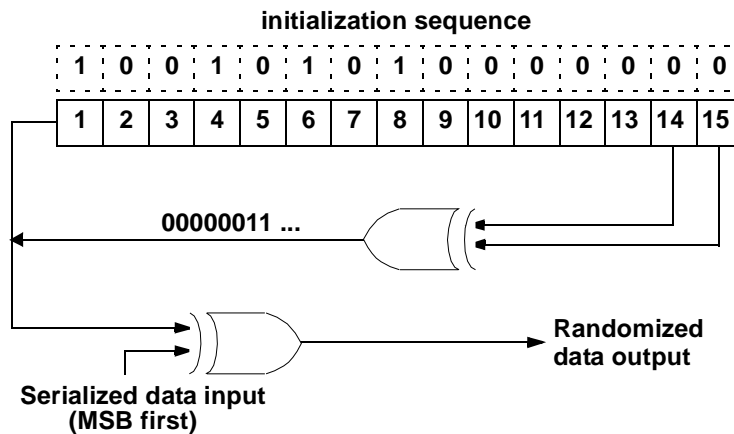 initialization sequence
1 0 0 1 0 1 0 1 0 0 0 0 0 0 0
1 2 3 4 5 6 7 8 9 10 11 12 13 14 15
00000011 ...
Randomized
data output
Serialized data input
(MSB first)